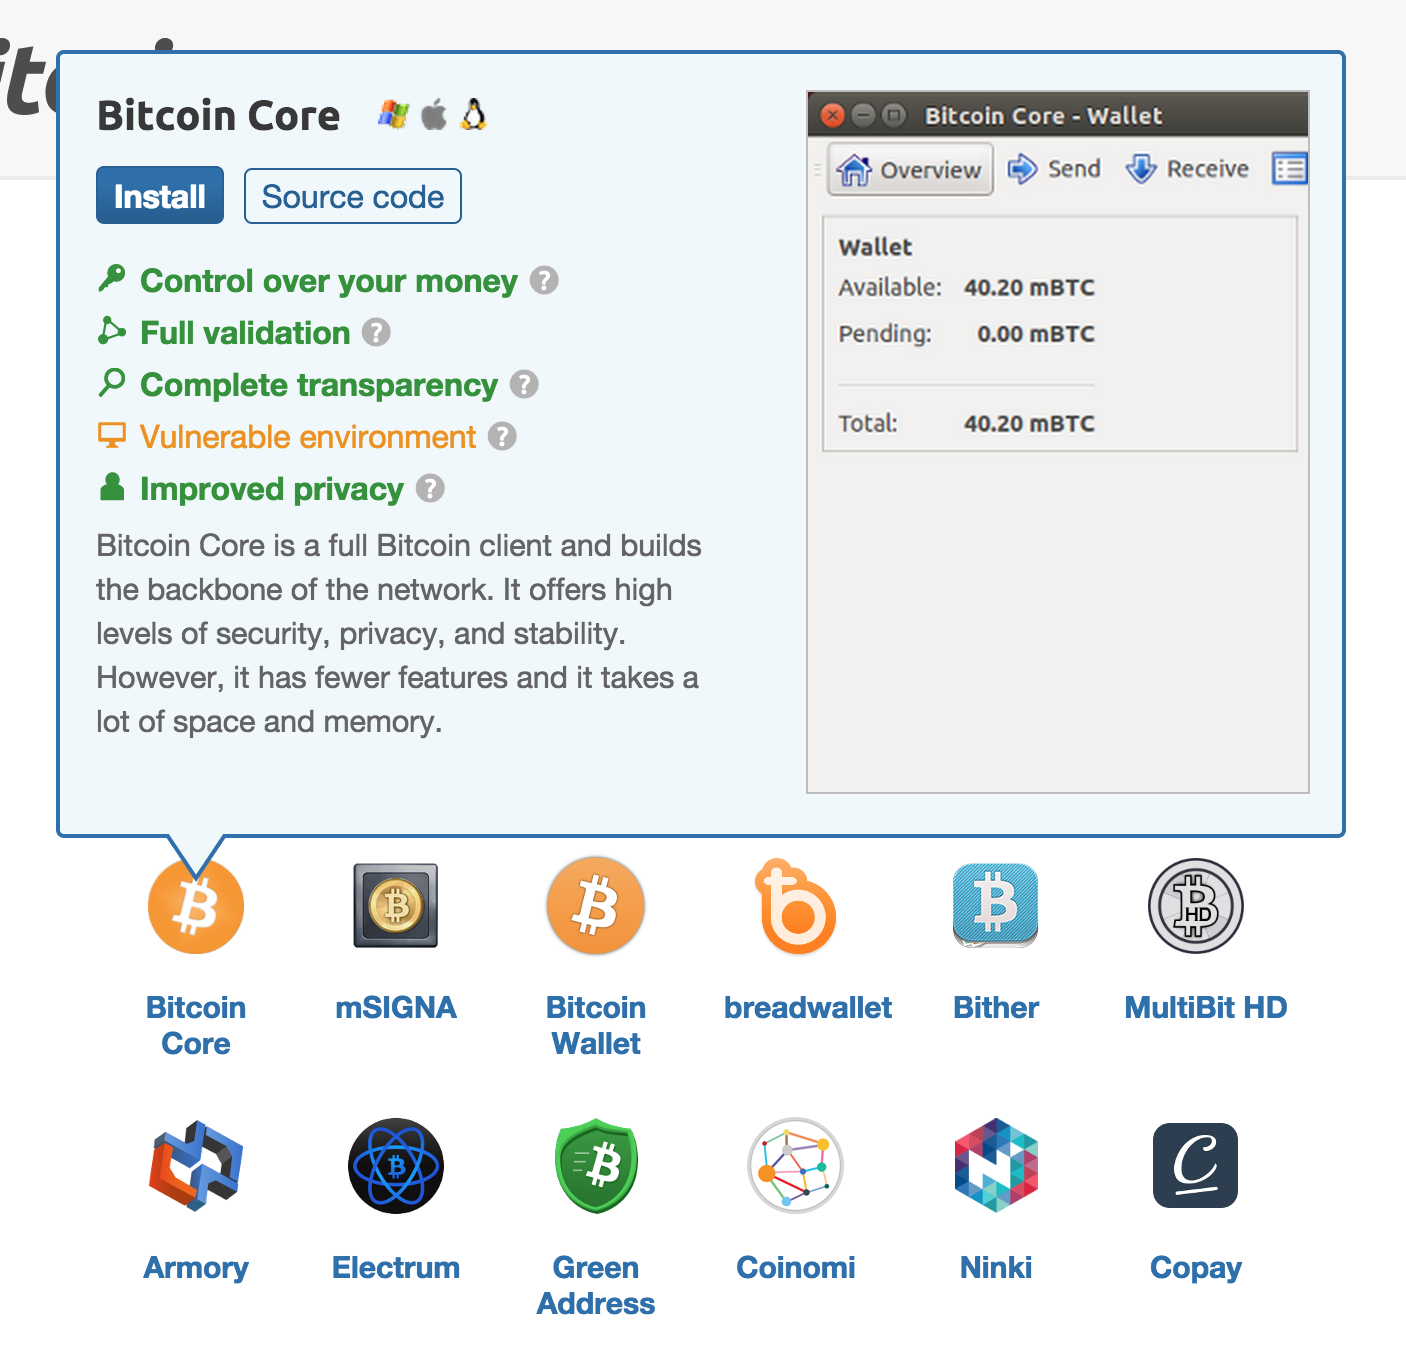 itc
Bitcoin Core
Install
Source code
Control over your money ?
Full validation ?
Complete transparency ?
Vulnerable environment ?
Improved privacy ?
Bitcoin Core is a full Bitcoin client and builds
the backbone of the network. It offers high
levels of security, privacy, and stability.
However, it has fewer features and it takes a
lot of space and memory.
Bitcoin Core - Wallet
Overview Send Receive
Wallet
Available: 40.20 mBTC
Pending: 0.00 mBTC
Total: 40.20 mBTC
HD
Bitcoin
Core
mSIGNA
Bitcoin
Wallet
breadwallet
Bither
MultiBit HD
C
Armory
Electrum
Green
Address
Coinomi
Ninki
Copay